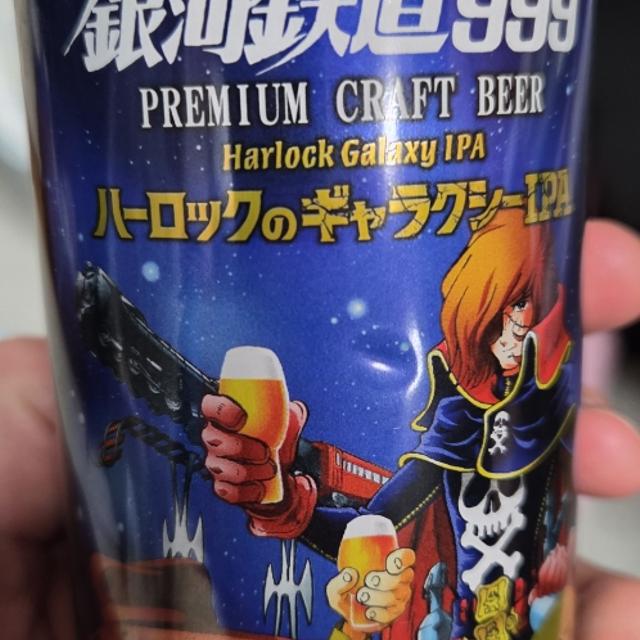 銀河鉄道999
PREMIUM CRAFT BEER
Harlock Galaxy IPA
ハーロックのギャラクシーIPA